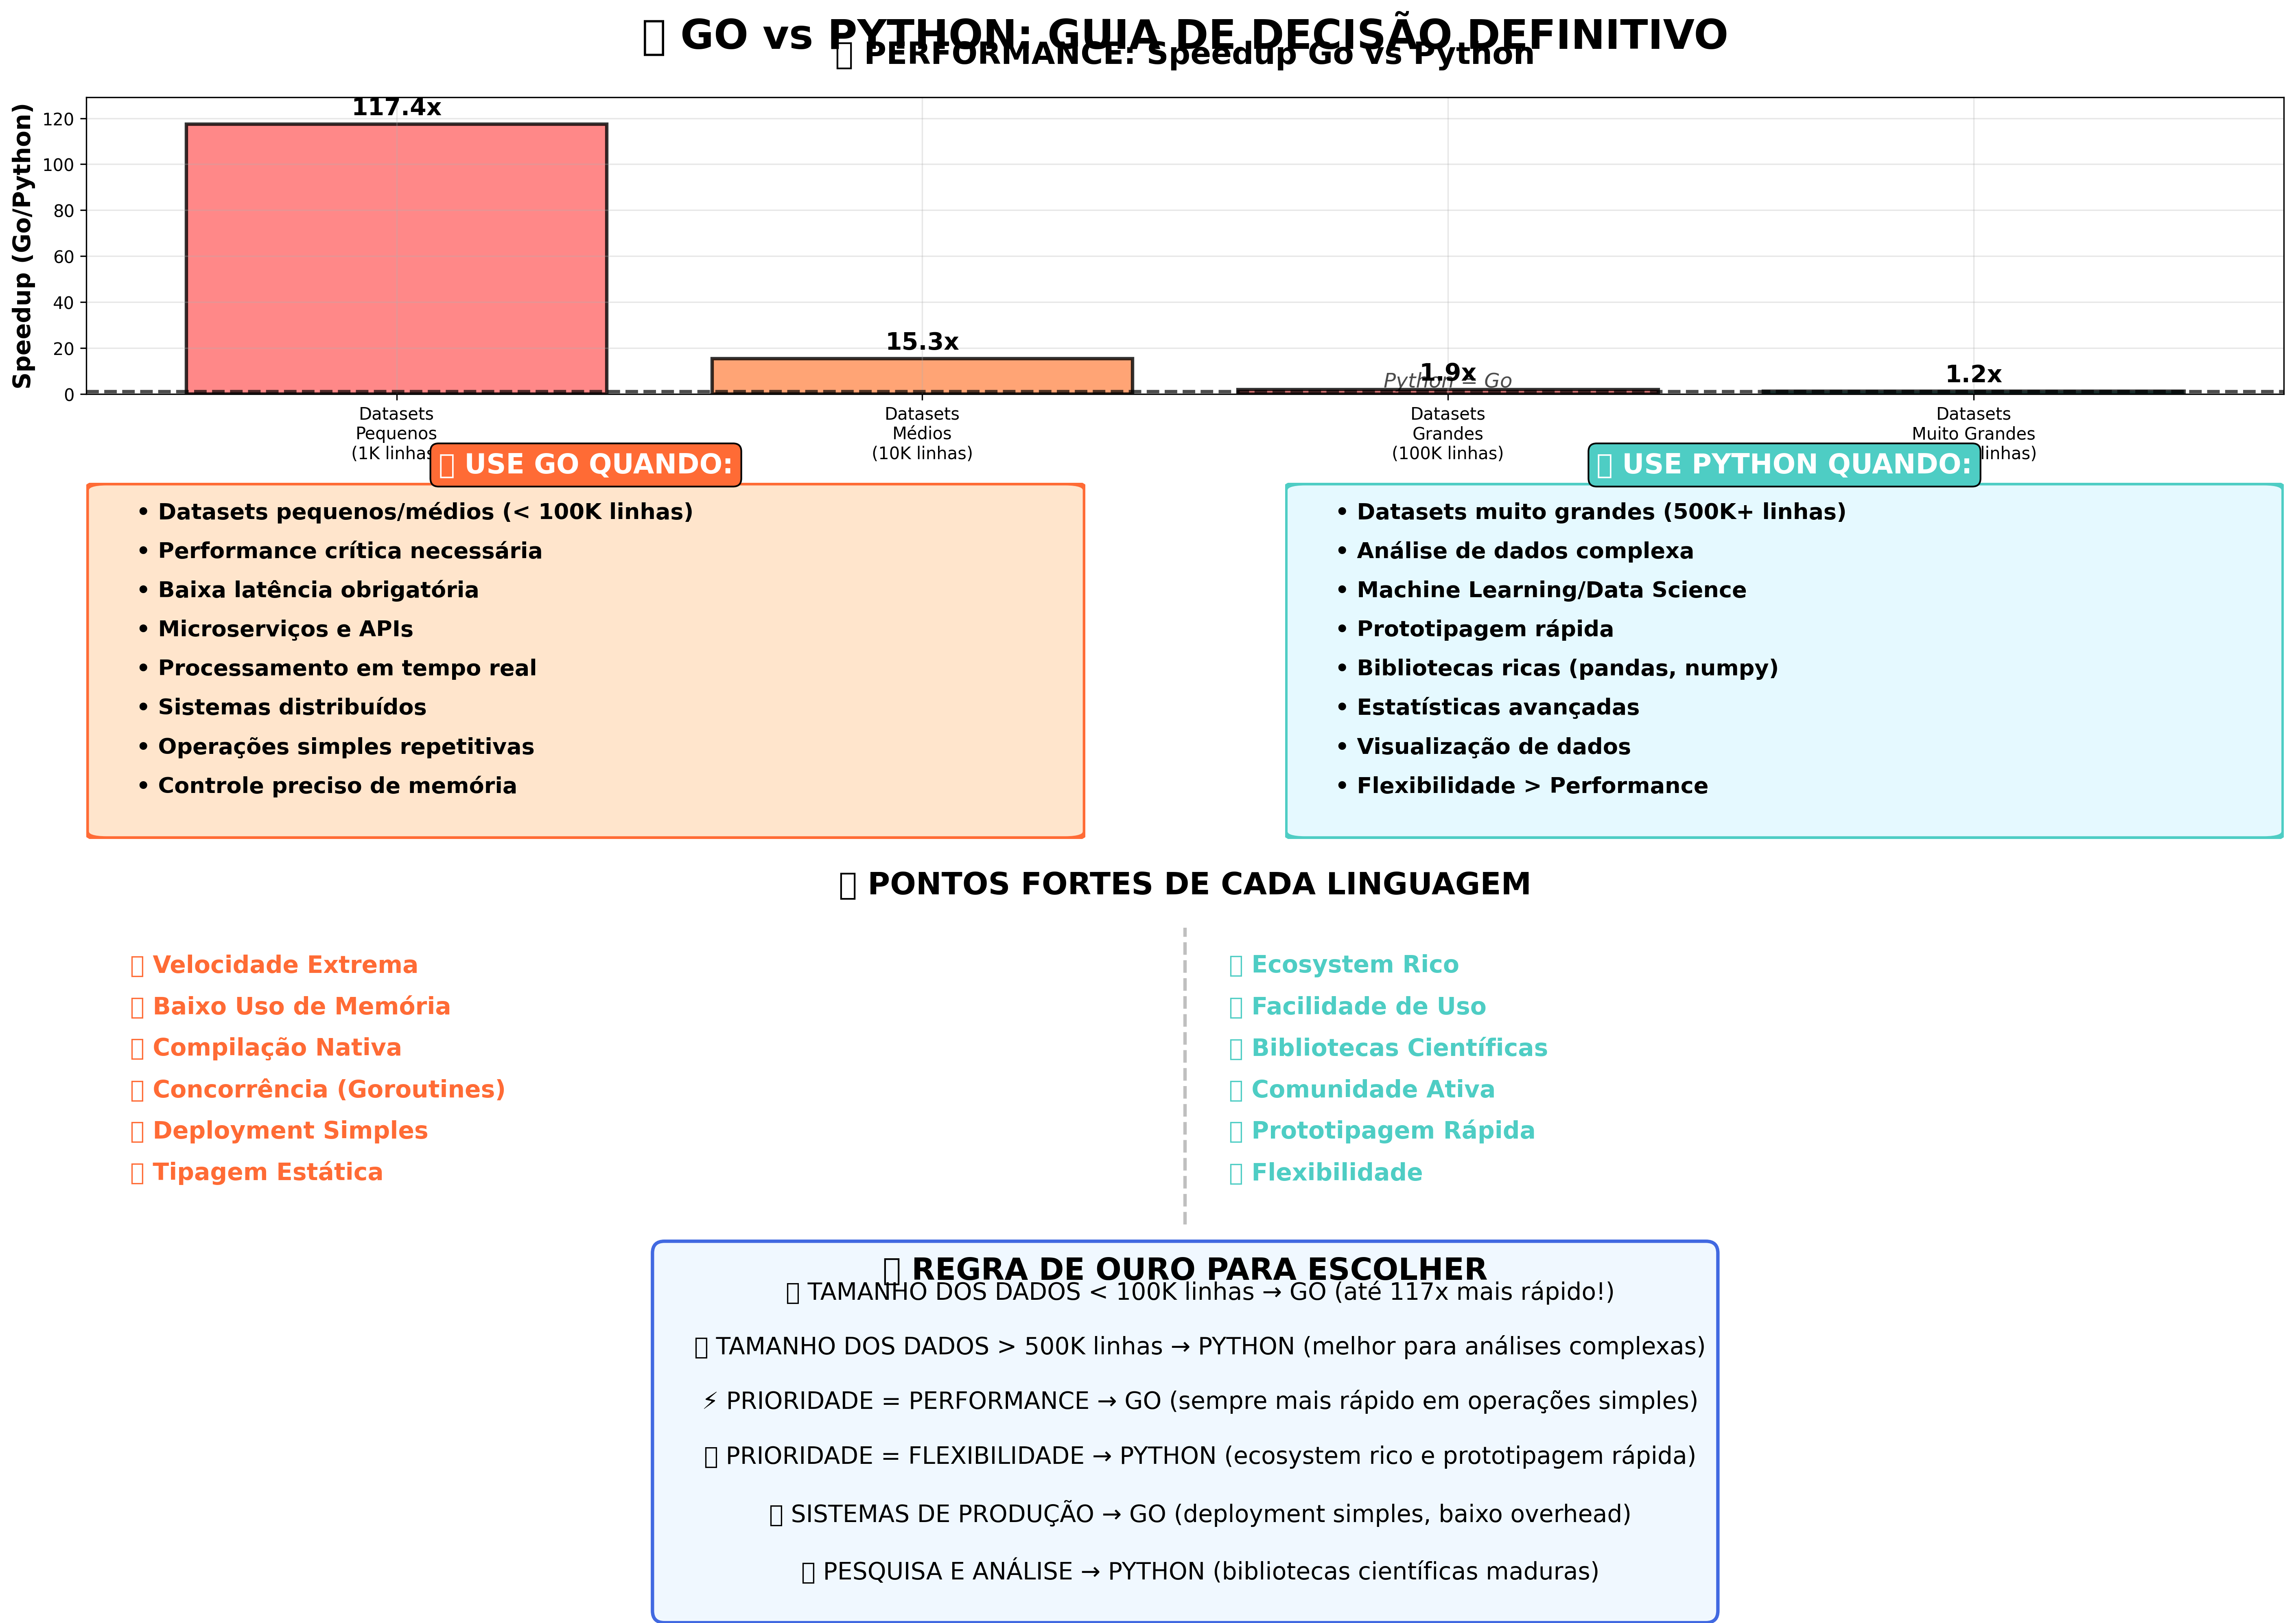 GO vs PYTHON: GUIA DE DECISÃO DEFINITIVO
PERFORMANCE: Speedup Go vs Python
Speedup (Go/Python)
120
100
80
60
40
20
0
117.4x
15.3x
1.9x
Python = Go
1.2x
Datasets
Pequenos
(1K linhas
Datasets
Médios
(10K linhas)
Datasets
Grandes
(100K linhas)
Datasets
Muito Grandes
linhas)
USE GO QUANDO:
• Datasets pequenos/médios (< 100K linhas)
• Performance crítica necessária
• Baixa latência obrigatória
• Microserviços e APIs
• Processamento em tempo real
• Sistemas distribuídos
• Operações simples repetitivas
• Controle preciso de memória
USE PYTHON QUANDO:
• Datasets muito grandes (500K+ linhas)
• Análise de dados complexa
• Machine Learning/Data Science
• Prototipagem rápida
• Bibliotecas ricas (pandas, numpy)
• Estatísticas avançadas
• Visualização de dados
• Flexibilidade > Performance
PONTOS FORTES DE CADA LINGUAGEM
Velocidade Extrema
Baixo Uso de Memória
Compilação Nativa
Concorrência (Goroutines)
Deployment Simples
Tipagem Estática
Ecosystem Rico
Facilidade de Uso
Bibliotecas Científicas
Comunidade Ativa
Prototipagem Rápida
Flexibilidade
REGRA DE OURO PARA ESCOLHER
TAMANHO DOS DADOS < 100K linhas → GO (até 117x mais rápido!)
TAMANHO DOS DADOS > 500K linhas → PYTHON (melhor para análises complexas)
⚡ PRIORIDADE = PERFORMANCE → GO (sempre mais rápido em operações simples)
PRIORIDADE = FLEXIBILIDADE → PYTHON (ecosystem rico e prototipagem rápida)
SISTEMAS DE PRODUÇÃO → GO (deployment simples, baixo overhead)
PESQUISA E ANÁLISE → PYTHON (bibliotecas científicas maduras)